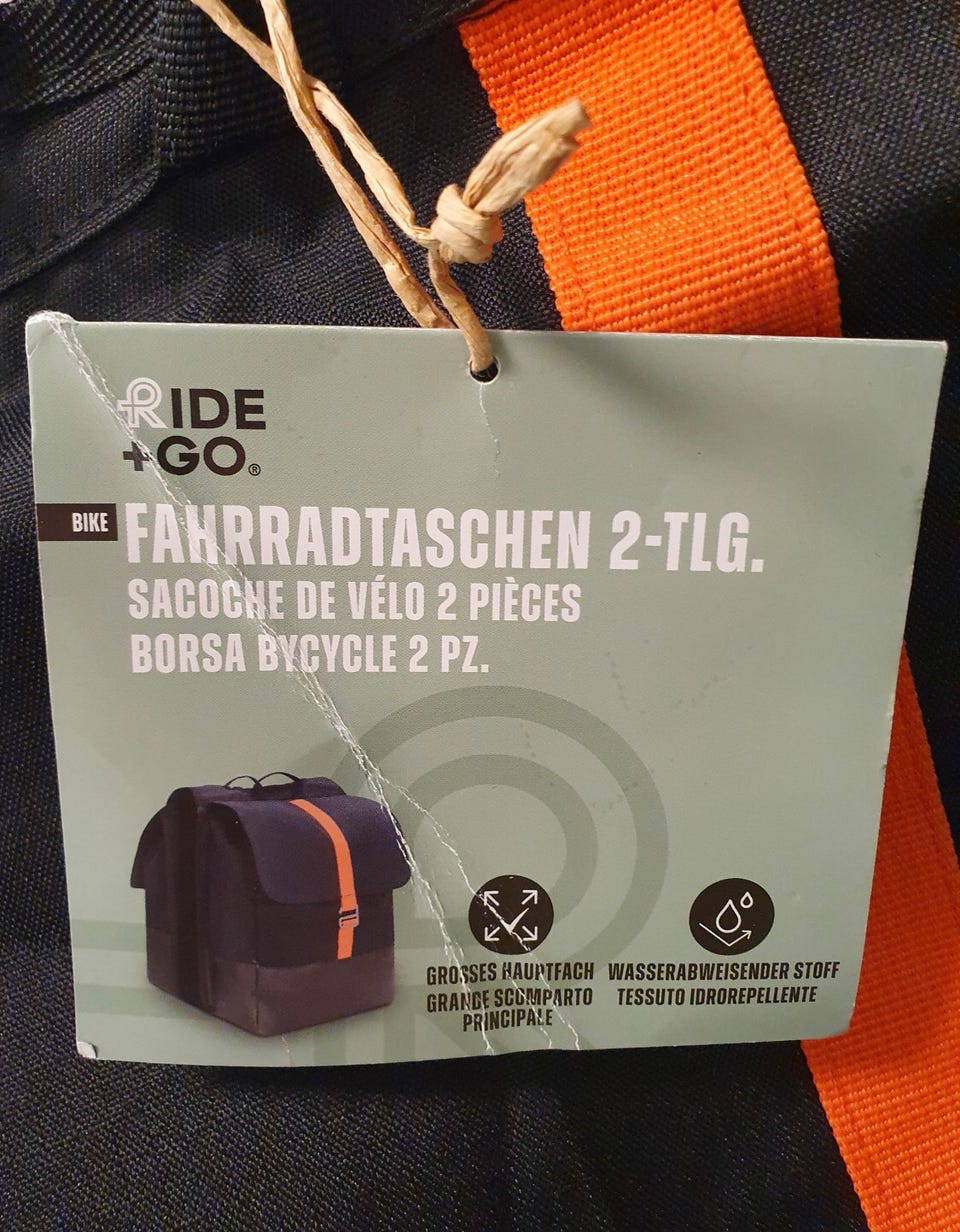 RIDE
+GO®
BIKE
FAHRRADTASCHEN 2-TLG.
SACOCHE DE VÉLO 2 PIÈCES
BORSA BYCYCLE 2 PZ.
GROSSES HAUPTFACH
GRANDE SCOMPARTO
PRINCIPALE
WASSERABWEISENDER STOFF
TESSUTO IDROREPELLENTE